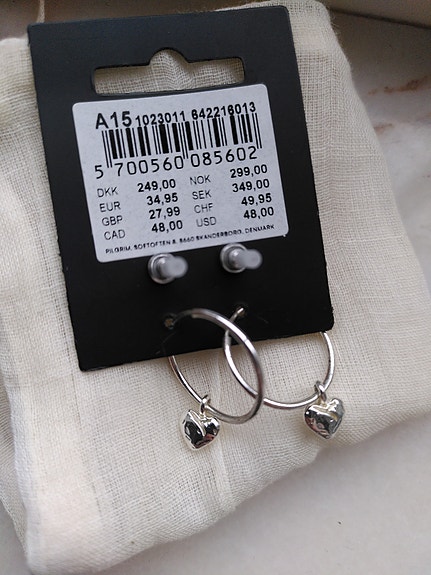 A15 1023011 642216013
5 700560 085602
DKK 249,00 NOK 299,00
EUR 34,95 SEK 349,00
GBP 27,99 CHF 49,95
CAD 48,00 USD 48,00
PILGRIM, SOFTOFTEN 8, 8660 SKANDERBORG, DENMARK